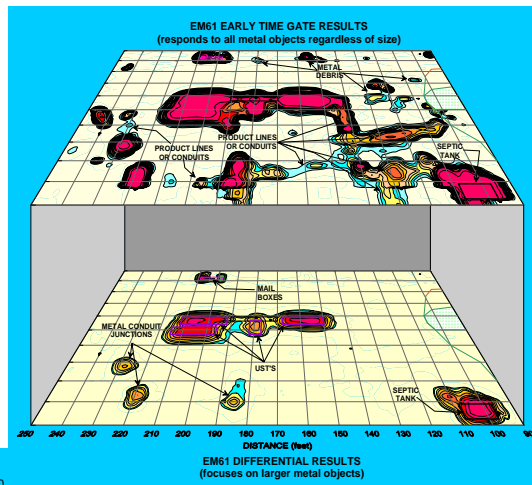 EM61 EARLY TIME GATE RESULTS
(responds to all metal objects regardless of size)
METAL
DEBRIS
PRODUCT LINES
OR CONDUITS
PRODUCT LINES
OR CONDUITS
SEPTIC
TANK
MAIL
BOXES
METAL CONDUIT
JUNCTIONS
UST'S
SEPTIC
TANK
250 220 210 200 190 180 170 160 150 140 130 120 110 100 90
DISTANCE (feet)
EM61 DIFFERENTIAL RESULTS
(focuses on larger metal objects)